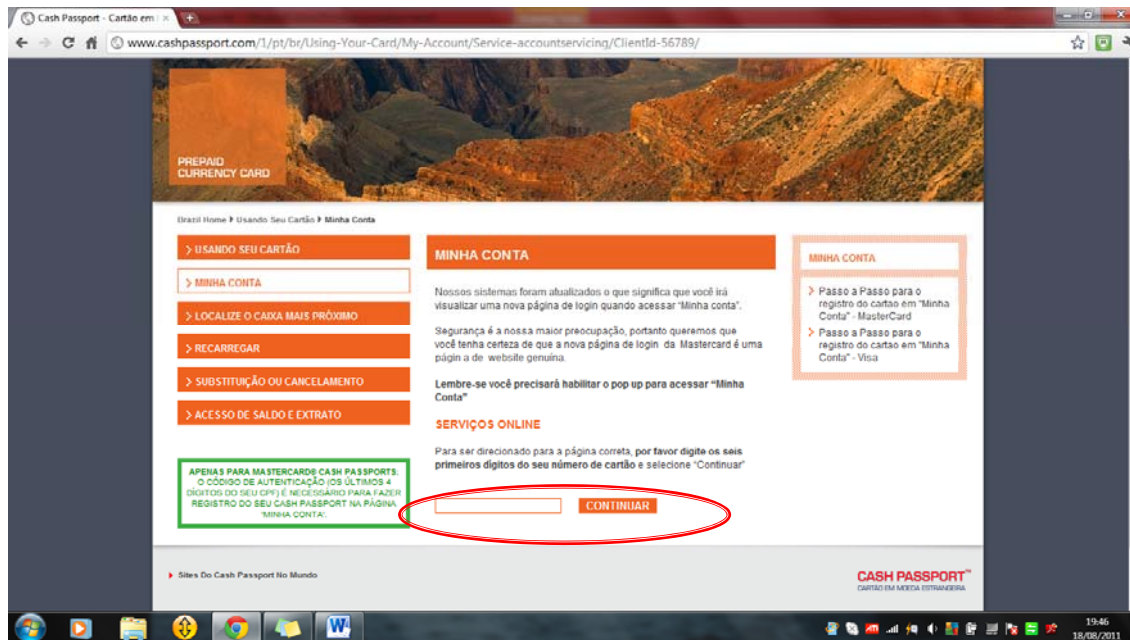 Cash Passport - Cartão em
www.cashpassport.com/1/pt/br/Using-Your-Card/My-Account/Service-accountservicing/ClientId-56789/
PREPAID
CURRENCY CARD
Brazil Home Usando Seu Cartão Minha Conta
> USANDO SEU CARTÃO
> MINHA CONTA
> LOCALIZE O CAIXA MAIS PRÓXIMO
> RECARREGAR
> SUBSTITUIÇÃO OU CANCELAMENTO
> ACESSO DE SALDO E EXTRATO
APENAS PARA MASTERCARD® CASH PASSPORTS:
O CÓDIGO DE AUTENTICAÇÃO (OS ÚLTIMOS 4
DÍGITOS DO SEU CPF) É NECESSÁRIO PARA FAZER
REGISTRO DO SEU CASH PASSPORT NA PÁGINA
'MINHA CONTA'.
MINHA CONTA
Nossos sistemas foram atualizados o que significa que você irá
visualizar uma nova página de login quando acessar "Minha conta".
Segurança é a nossa maior preocupação, portanto queremos que
você tenha certeza de que a nova página de login da Mastercard é uma
págin a de website genuína.
Lembre-se você precisará habilitar o pop up para acessar "Minha
Conta"
SERVIÇOS ONLINE
Para ser direcionado para a página correta, por favor digite os seis
primeiros dígitos do seu número de cartão e selecione "Continuar"
CONTINUAR
MINHA CONTA
> Passo a Passo para o
registro do cartao em "Minha
Conta" - MasterCard
> Passo a Passo para o
registro do cartao em "Minha
Conta" - Visa
Sites Do Cash Passport No Mundo
CASH PASSPORT™
CARTÃO EM MOEDA ESTRANGEIRA
19:46
18/08/2011